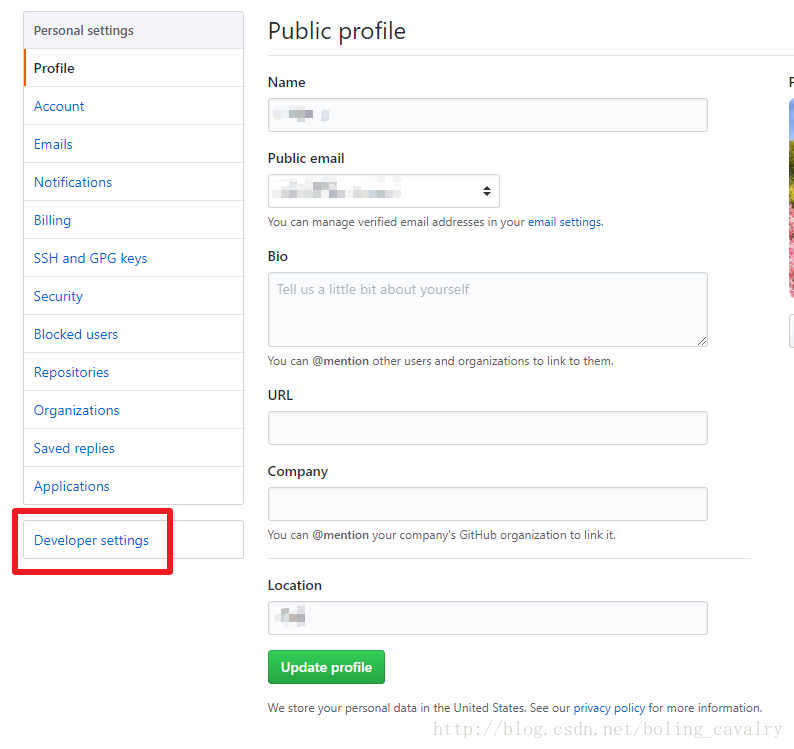 Personal settings
Profile
Account
Emails
Notifications
Billing
SSH and GPG keys
Security
Blocked users
Repositories
Organizations
Saved replies
Applications
Developer settings
Public profile
Name
Public email
You can manage verified email addresses in your email settings.
Bio
Tell us a little bit about yourself
You can @mention other users and organizations to link to them.
URL
Company
You can @mention your company's GitHub organization to link it.
Location
Update profile
We store your personal data in the United States. See our privacy policy for more information.
http://blog.csdn.net/boling_cavalry